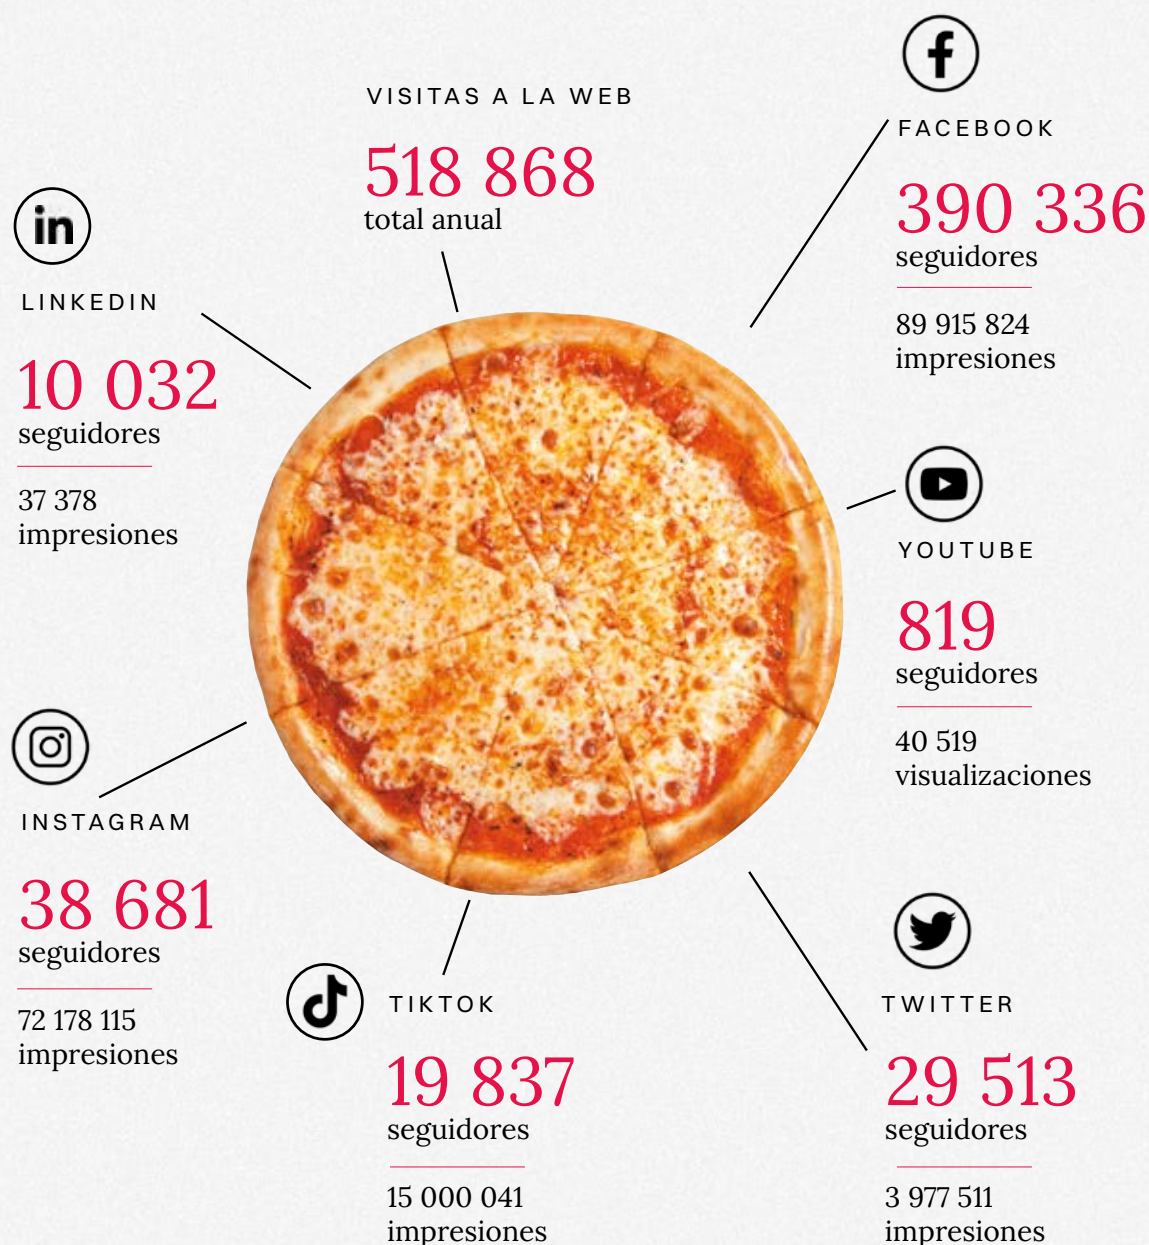 VISITAS A LA WEB
518 868
total anual
FACEBOOK
390 336
seguidores
89 915 824
impresiones
in
LINKEDIN
10 032
seguidores
37 378
impresiones
YOUTUBE
819
seguidores
40 519
visualizaciones
INSTAGRAM
38 681
seguidores
72 178 115
impresiones
TIKTOK
19 837
seguidores
15 000 041
impresiones
TWITTER
29 513
seguidores
3 977 511
impresiones